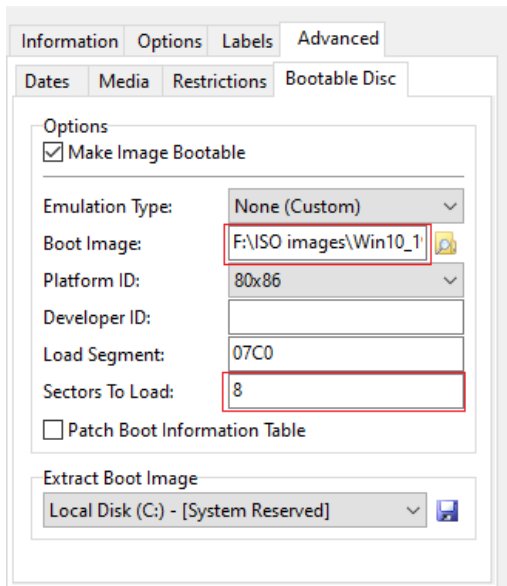 Information Options Labels Advanced
Dates Media Restrictions Bootable Disc
Options
Make Image Bootable
Emulation Type: None (Custom)
Boot Image: F:\ISO images\Win10_1
Platform ID: 80x86
Developer ID:
Load Segment: 07C0
Sectors To Load: 8
Patch Boot Information Table
Extract Boot Image
Local Disk (C:) - [System Reserved]